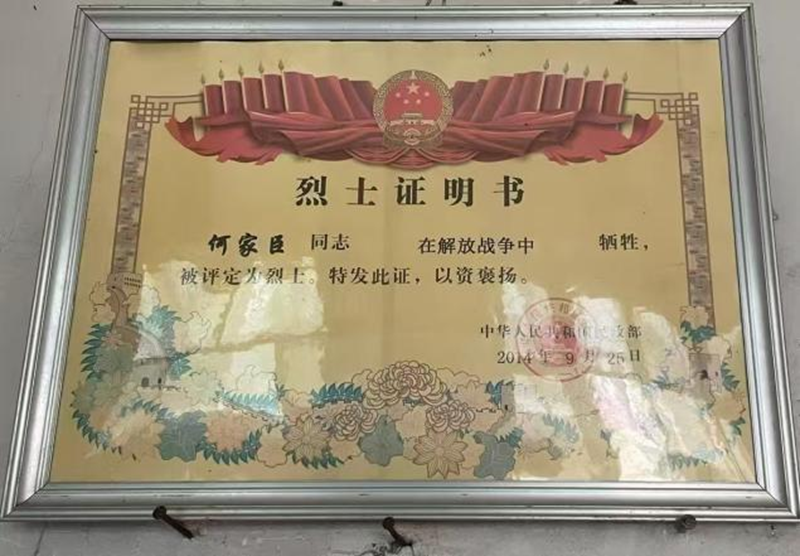 烈士证明书
何家臣 同志 在解放战争中 牺牲，
被评定为烈士。特发此证，以资褒扬。
中华人民共和国民政部
2014年9月25日